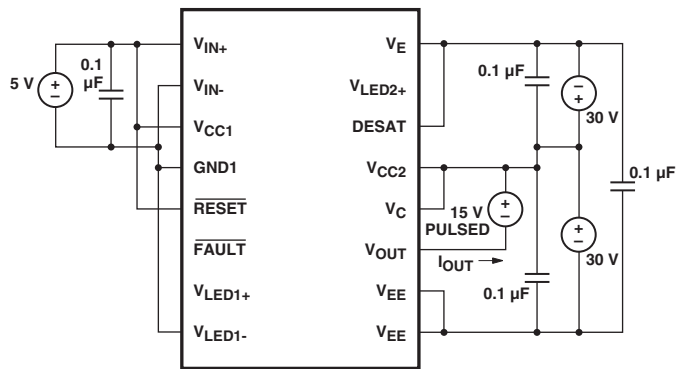 5 V
+
−
0.1
µF
VIN+
VIN-
VCC1
GND1
RESET
FAULT
VLED1+
VLED1-
VE
VLED2+
DESAT
VCC2
VC
VOUT
VEE
VEE
0.1 µF
−
+
30 V
0.1 µF
15 V
PULSED
+
−
IOUT →
0.1 µF
+
−
30 V